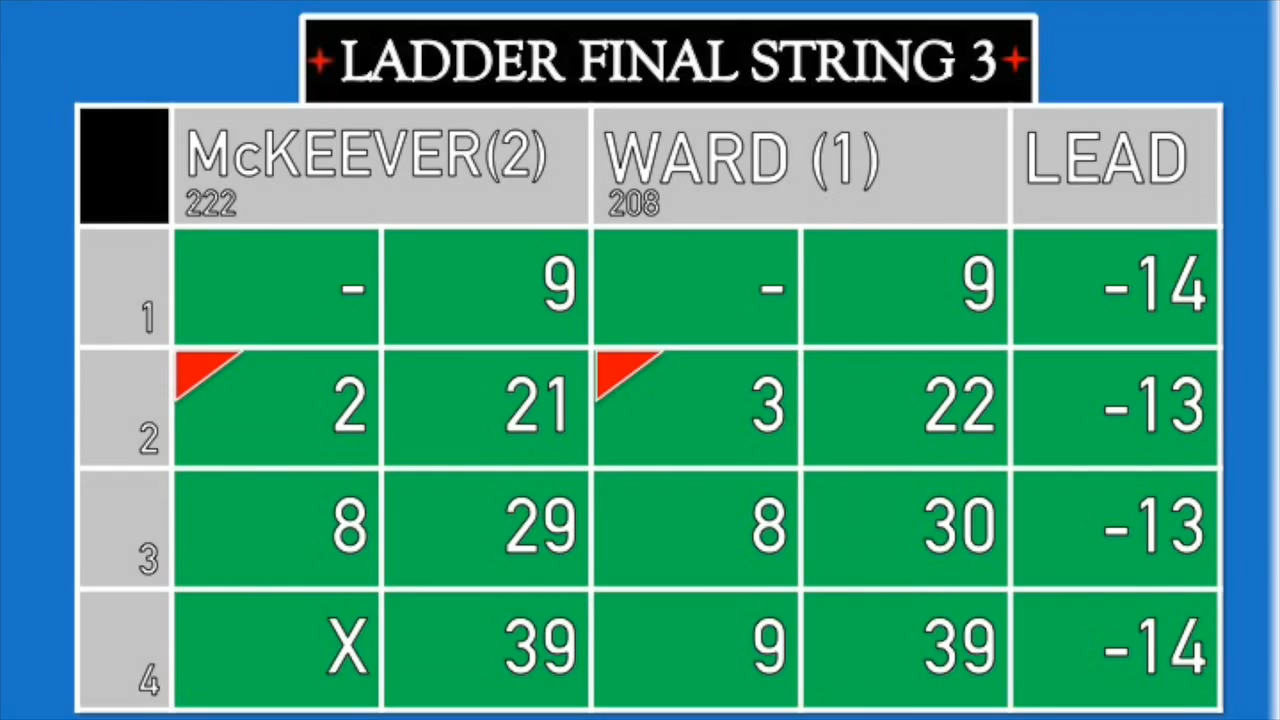 LADDER FINAL STRING 3
McKEEVER(2) WARD (1) LEAD
222 208
1 - 9 - 9 -14
2 2 21 3 22 -13
3 8 29 8 30 -13
4 X 39 9 39 -14